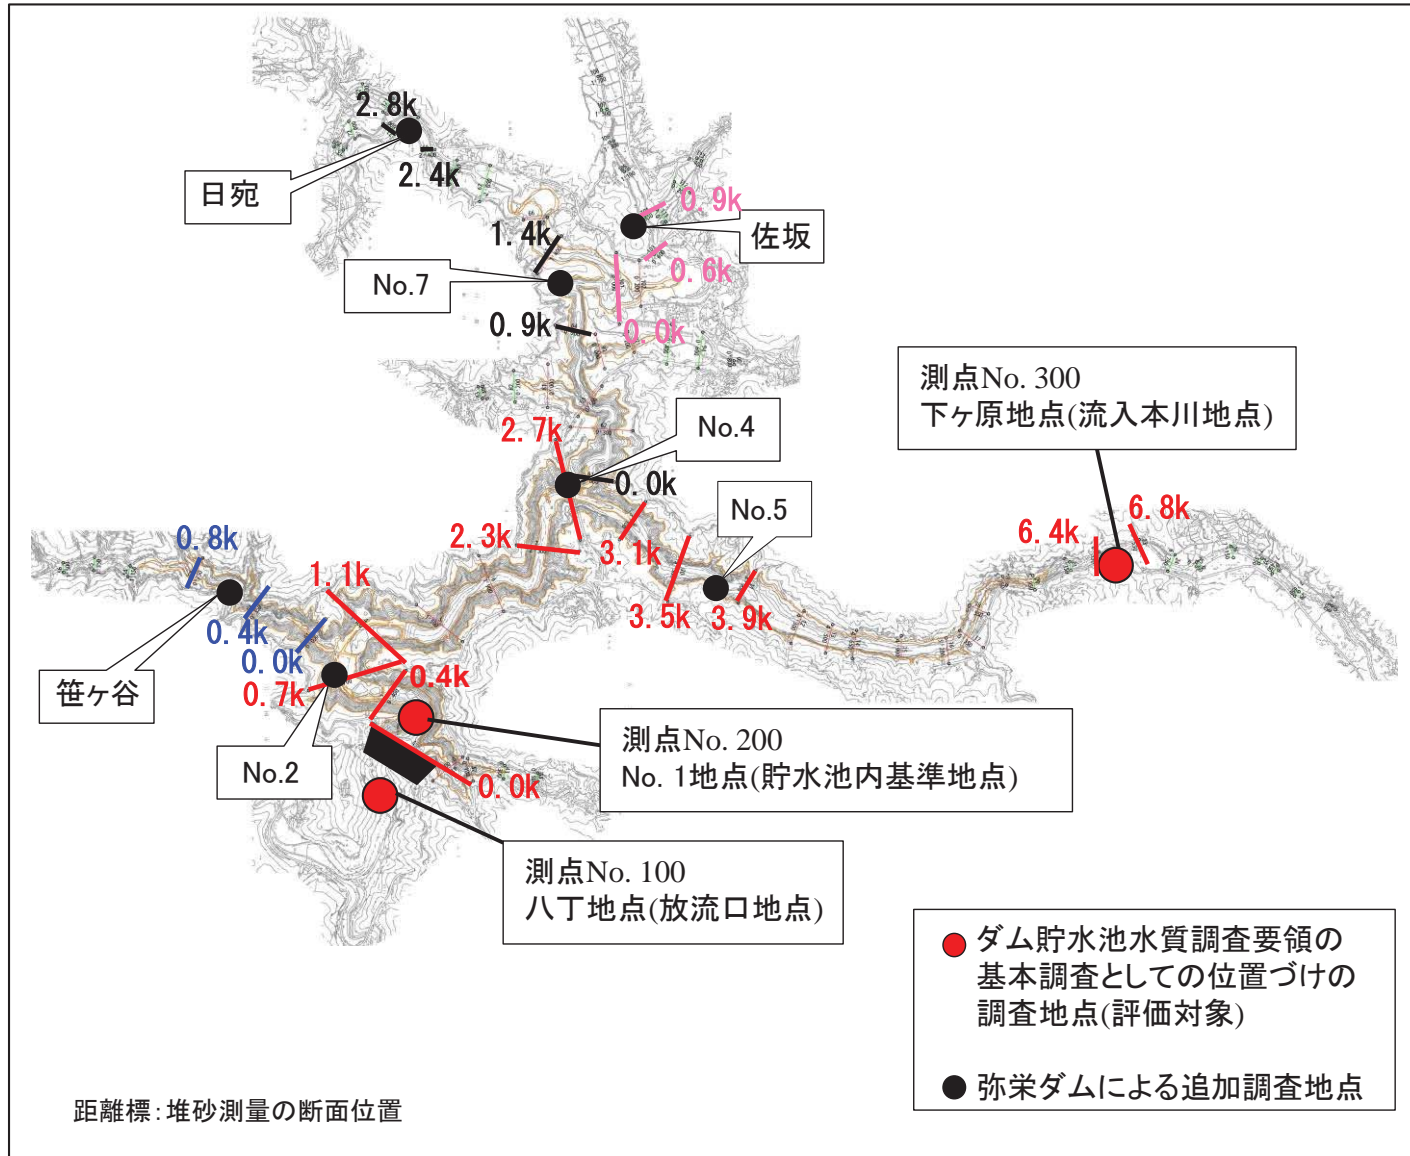 2.8k
日宛
2.4k
0.9k
佐坂
1.4k
0.6k
No.7
0.9k
0.0k
測点No. 300
下ヶ原地点(流入本川地点)
2.7k
No.4
0.0k
No.5
6.4k
6.8k
2.3k
3.1k
0.8k
1.1k
3.5k
3.9k
0.4k
0.0k
笹ヶ谷
0.7k
0.4k
測点No. 200
No. 1地点(貯水池内基準地点)
No.2
0.0k
測点No. 100
八丁地点(放流口地点)
ダム貯水池水質調査要領の
基本調査としての位置づけの
調査地点(評価対象)
弥栄ダムによる追加調査地点
距離標:堆砂測量の断面位置